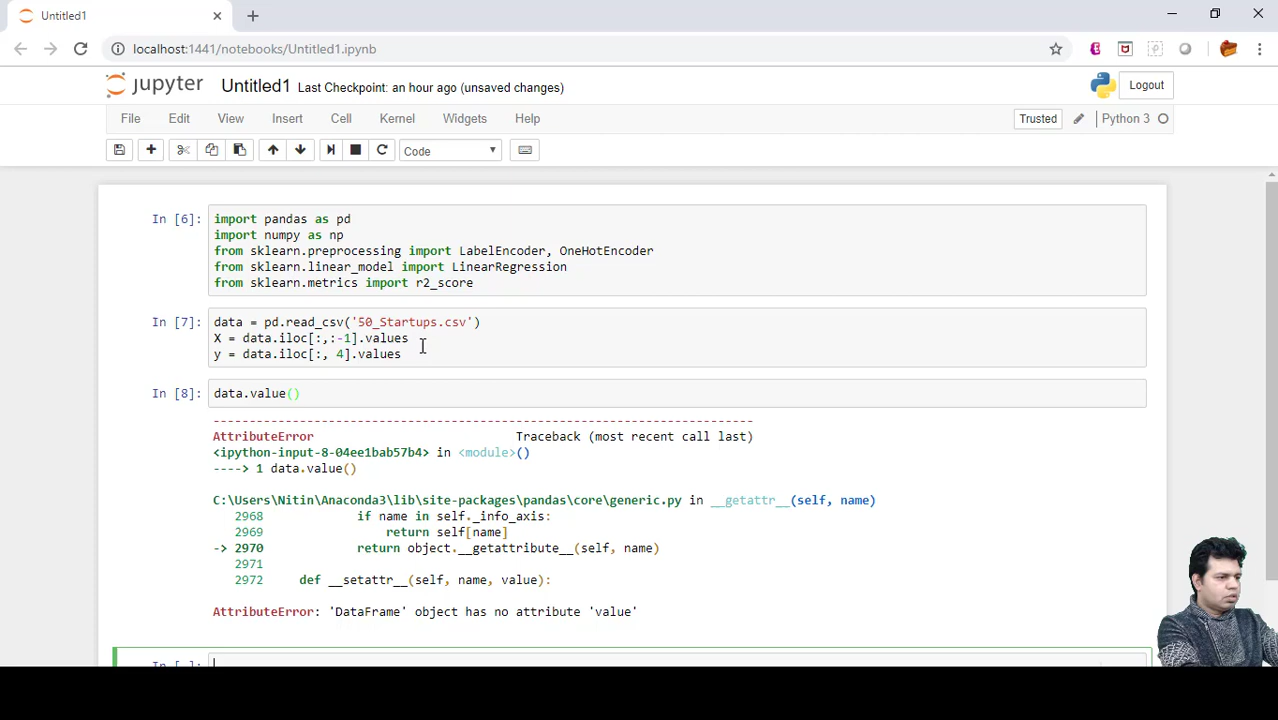 Untitled1
localhost:1441/notebooks/Untitled1.ipynb
jupyter Untitled1 Last Checkpoint: an hour ago (unsaved changes) Logout
File Edit View Insert Cell Kernel Widgets Help Trusted Python 3
Code
In [6]: import pandas as pd
import numpy as np
from sklearn.preprocessing import LabelEncoder, OneHotEncoder
from sklearn.linear_model import LinearRegression
from sklearn.metrics import r2_score
In [7]: data = pd.read_csv('50_Startups.csv')
X = data.iloc[:,:-1].values
y = data.iloc[:, 4].values
In [8]: data.value()
---------------------------------------------------------------------------
AttributeError Traceback (most recent call last)
<ipython-input-8-04ee1bab57b4> in <module>()
----> 1 data.value()
C:\Users\Nitin\Anaconda3\lib\site-packages\pandas\core\generic.py in __getattr__(self, name)
2968 if name in self._info_axis:
2969 return self[name]
-> 2970 return object.__getattribute__(self, name)
2971
2972 def __setattr__(self, name, value):
AttributeError: 'DataFrame' object has no attribute 'value'
In [ ]: